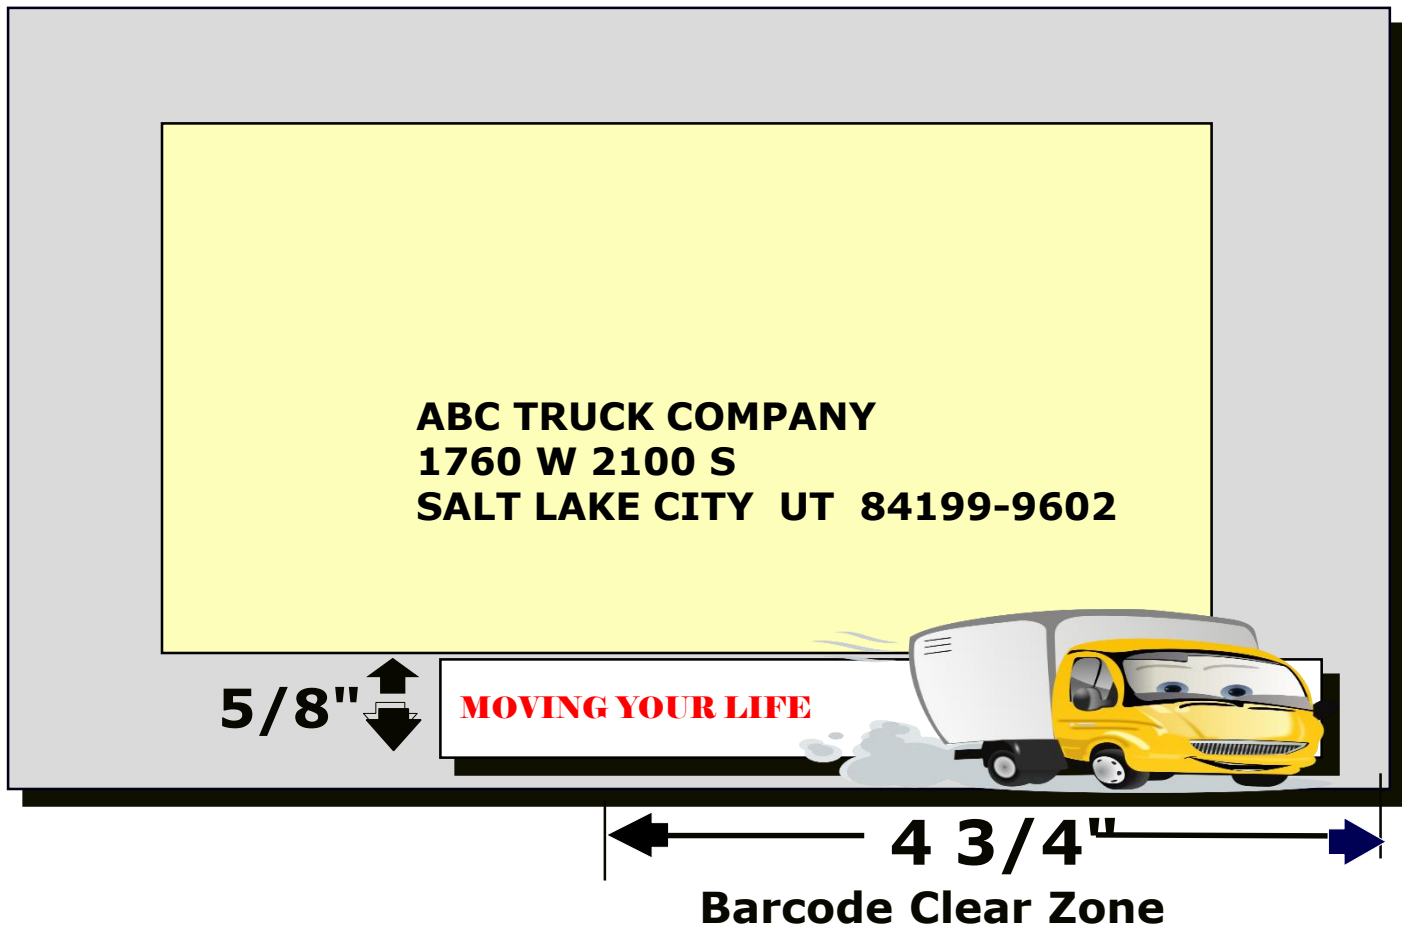 ABC TRUCK COMPANY
1760 W 2100 S
SALT LAKE CITY  UT  84199-9602
5/8"
MOVING YOUR LIFE
4 3/4"
Barcode Clear Zone